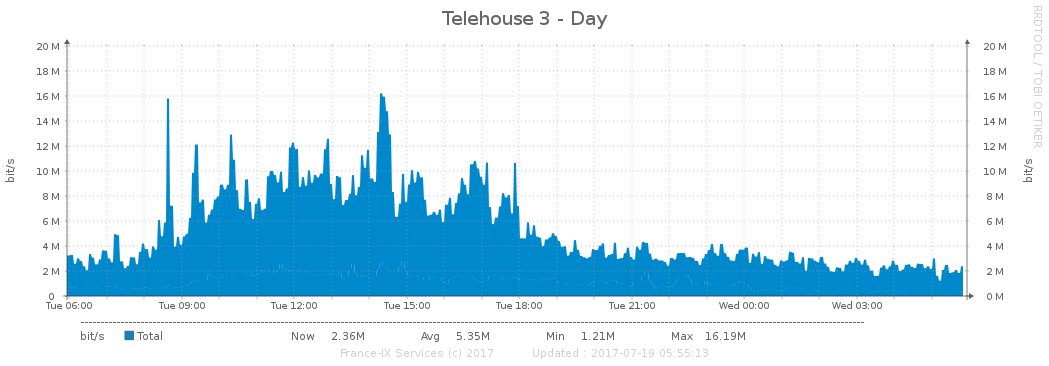 Telehouse 3 - Day
RRDTOOL / TOBI OETIKER
bit/s
bit/s
20 M 20 M
18 M 18 M
16 M 16 M
14 M 14 M
12 M 12 M
10 M 10 M
8 M 8 M
6 M 6 M
4 M 4 M
2 M 2 M
0 0 M
Tue 06:00 Tue 09:00 Tue 12:00 Tue 15:00 Tue 18:00 Tue 21:00 Wed 00:00 Wed 03:00
bit/s Total Now 2.36M Avg 5.35M Min 1.21M Max 16.19M
France-IX Services (c) 2017 Updated : 2017-07-19 05:55:13